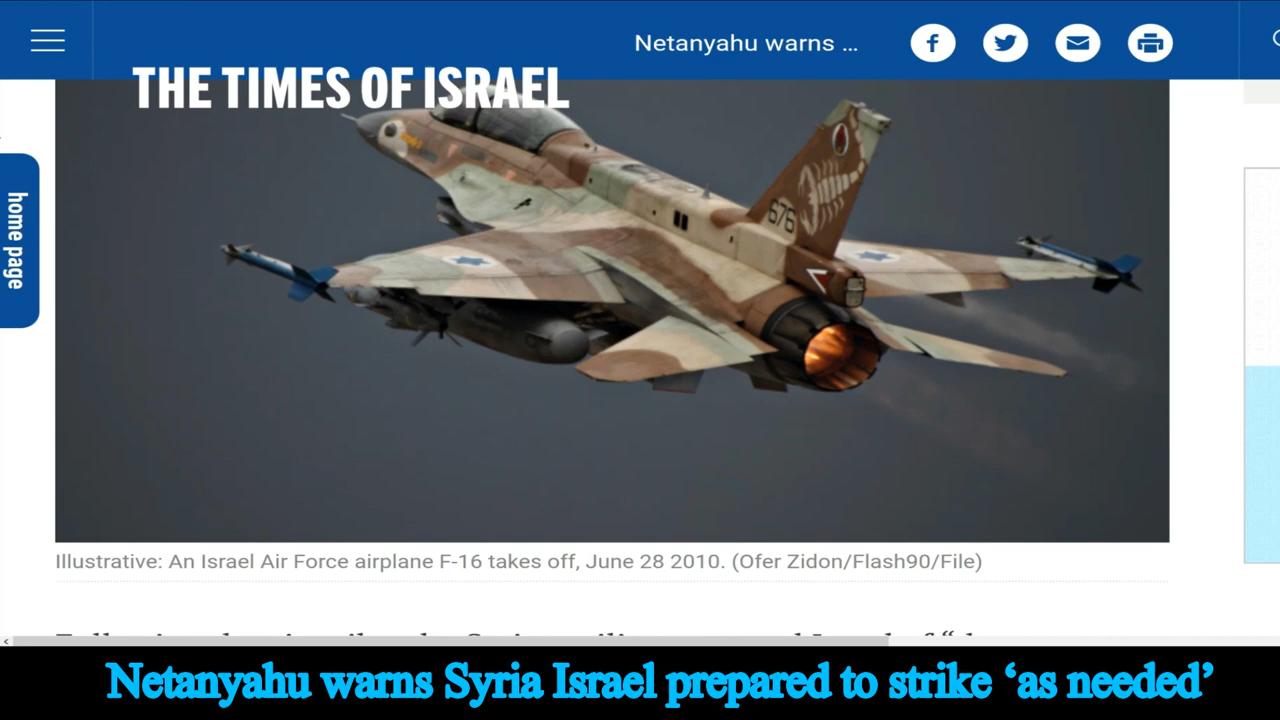 Netanyahu warns ...
THE TIMES OF ISRAEL
home page
676
Illustrative: An Israel Air Force airplane F-16 takes off, June 28 2010. (Ofer Zidon/Flash90/File)
Netanyahu warns Syria Israel prepared to strike ‘as needed’